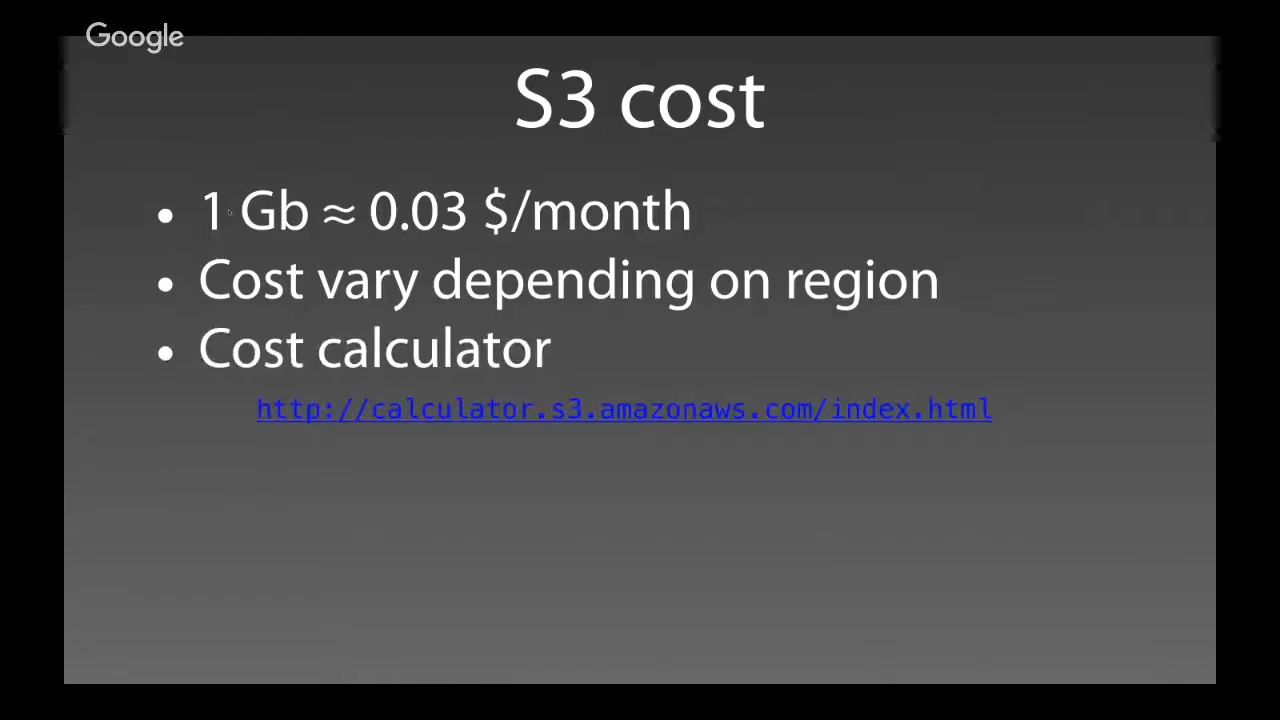 Google
S3 cost
• 1 Gb ≈ 0.03 $/month
• Cost vary depending on region
• Cost calculator
http://calculator.s3.amazonaws.com/index.html